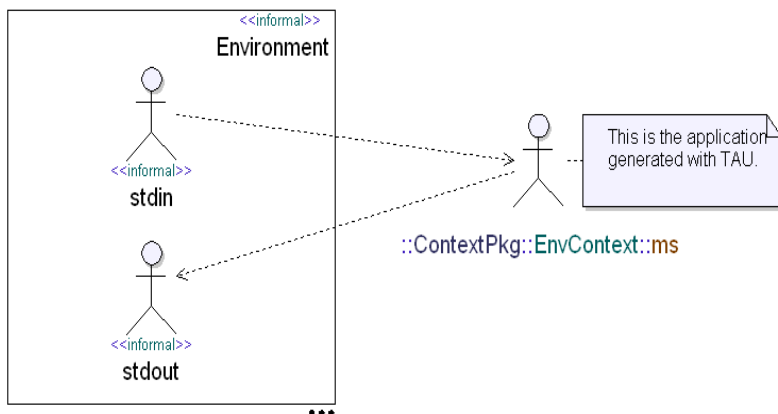 <<informal>>
Environment
<<informal>>
stdin
<<informal>>
stdout
This is the application
generated with TAU.
::ContextPkg::EnvContext::ms